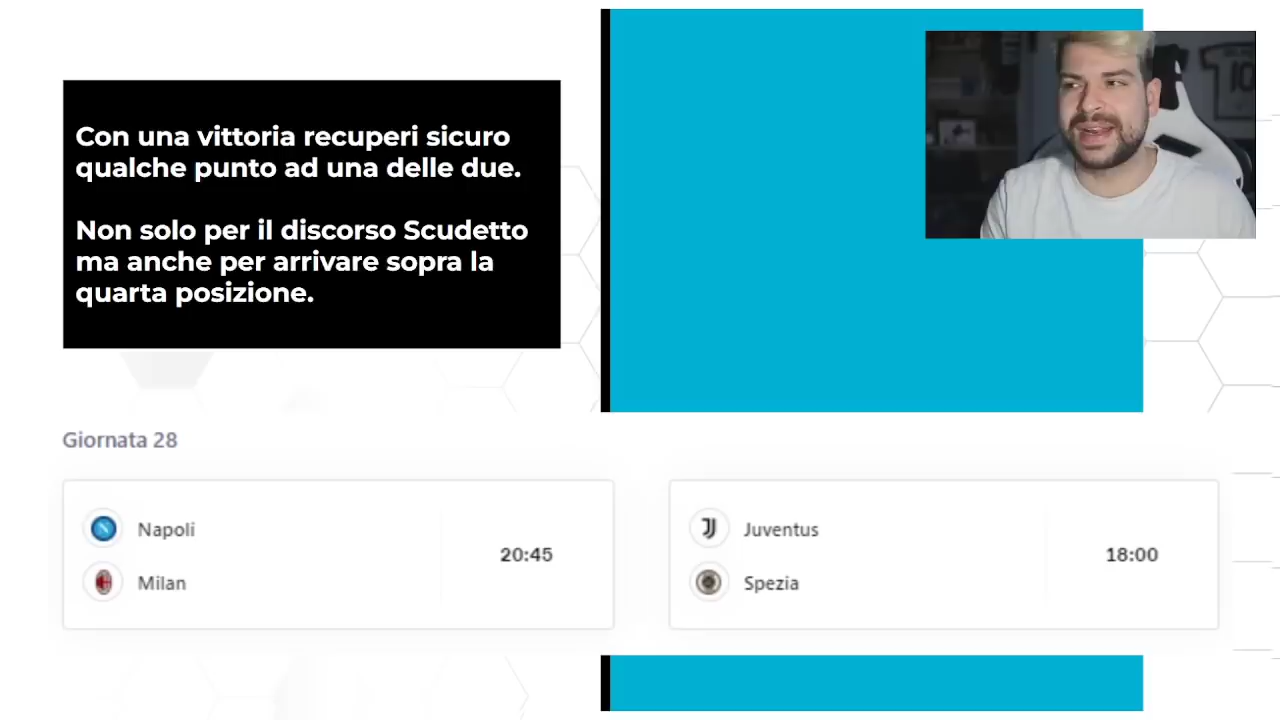 Con una vittoria recuperi sicuro
qualche punto ad una delle due.
Non solo per il discorso Scudetto
ma anche per arrivare sopra la
quarta posizione.
Giornata 28
Napoli
Milan
20:45
Juventus
Spezia
18:00